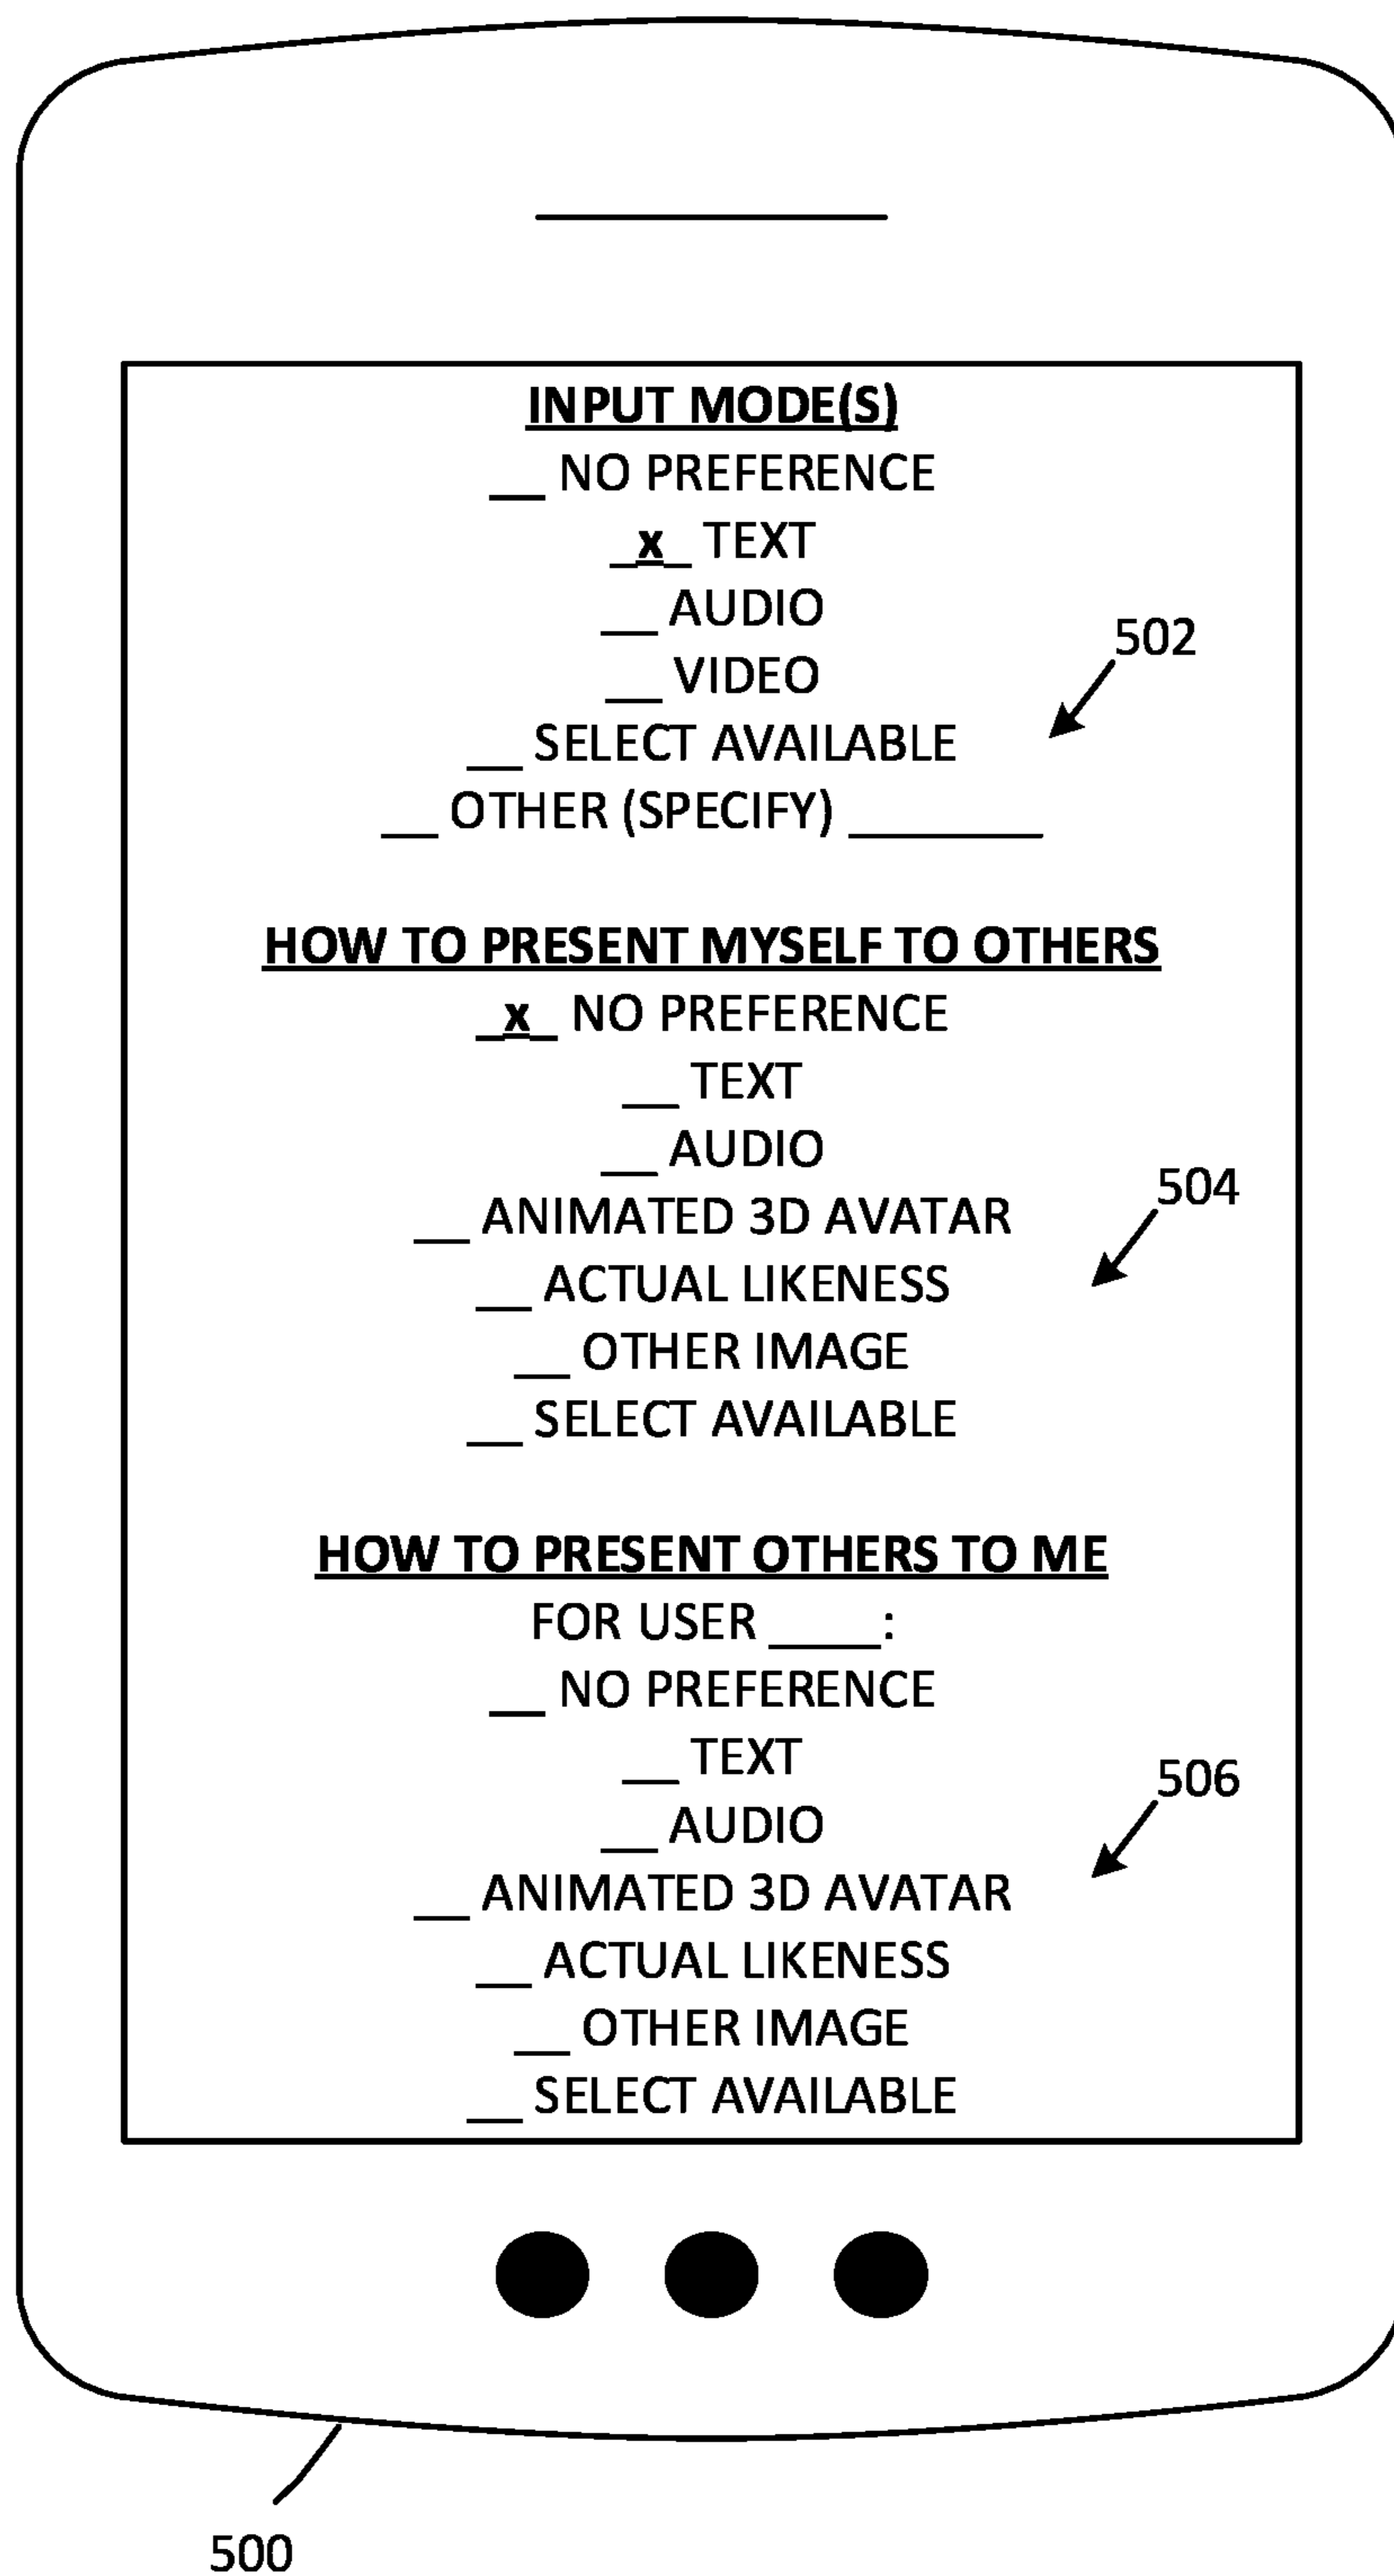 INPUT MODE(S)
__ NO PREFERENCE
_x_ TEXT
__ AUDIO
502
__ VIDEO
__ SELECT AVAILABLE
__ OTHER (SPECIFY) _______
HOW TO PRESENT MYSELF TO OTHERS
_x_ NO PREFERENCE
__ TEXT
__ AUDIO
504
__ ANIMATED 3D AVATAR
__ ACTUAL LIKENESS
__ OTHER IMAGE
__ SELECT AVAILABLE
HOW TO PRESENT OTHERS TO ME
FOR USER ____:
__ NO PREFERENCE
__ TEXT
506
__ AUDIO
__ ANIMATED 3D AVATAR
__ ACTUAL LIKENESS
__ OTHER IMAGE
__ SELECT AVAILABLE
500